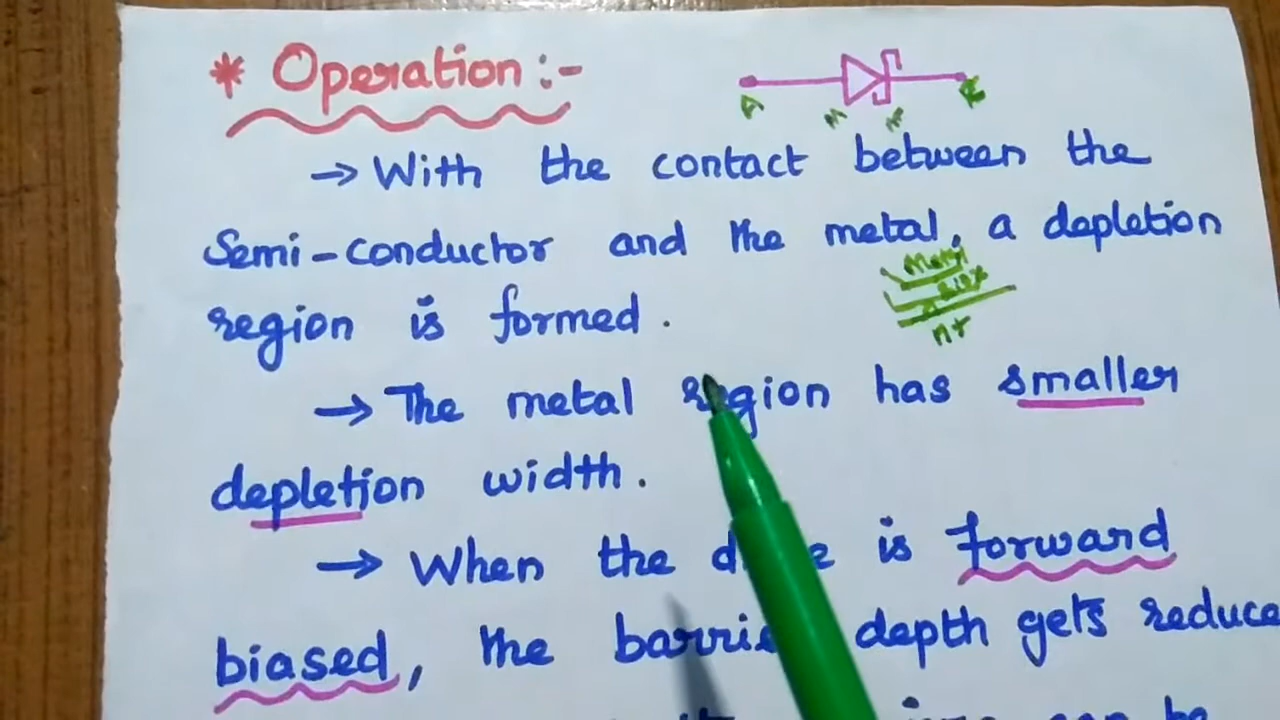 * Operation :-
A M K
→ With the contact between the
Semi-conductor and the metal, a depletion
Metal
region is formed.
n+
→ The metal region has smaller
depletion width.
→ When the is forward
biased, the depth gets reduce